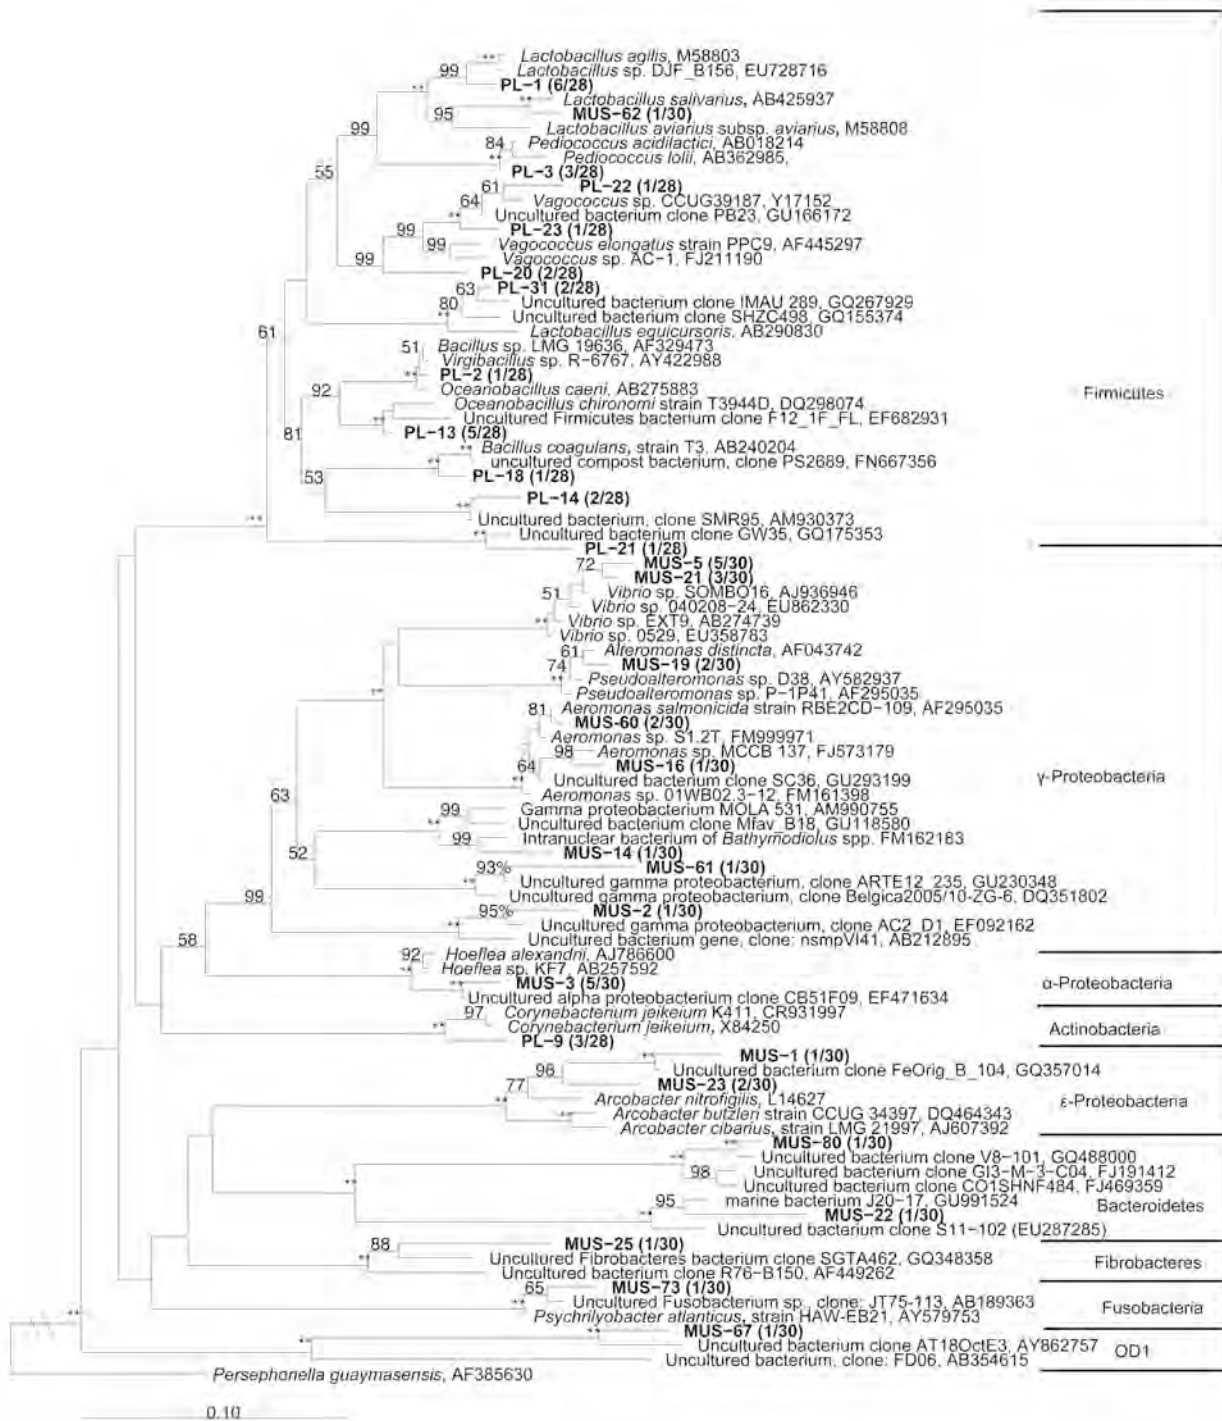 Lactobacillus agilis, M58803
99
Lactobacillus sp. DJF_B156, EU728716
PL-1 (6/28)
Lactobacillus salivarius, AB425937
95
MUS-62 (1/30)
99
Lactobacillus aviarius subsp. aviarius, M58808
84
Pediococcus acidilactici, AB018214
Pediococcus lolii, AB362985,
55
PL-3 (3/28)
61
PL-22 (1/28)
64
Vagococcus sp. CCUG39187, Y17152
**
Uncultured bacterium clone PB23, GU166172
99
PL-23 (1/28)
99
Vagococcus elongatus strain PPC9, AF445297
99
Vagococcus sp. AC-1, FJ211190
PL-20 (2/28)
63
PL-31 (2/28)
80
Uncultured bacterium clone IMAU 289, GQ267929
**
Uncultured bacterium clone SHZC498, GQ155374
61
Lactobacillus equicursoris, AB290830
51
Bacillus sp. LMG 19636, AF329473
Virgibacillus sp. R-6767, AY422988
**
PL-2 (1/28)
92
Oceanobacillus caeni, AB275883
Firmicutes
Oceanobacillus chironomi strain T3944D, DQ298074
**
Uncultured Firmicutes bacterium clone F12_1F_FL, EF682931
81
PL-13 (5/28)
**
Bacillus coagulans, strain T3, AB240204
**
uncultured compost bacterium, clone PS2689, FN667356
53
PL-18 (1/28)
**
PL-14 (2/28)
**
Uncultured bacterium, clone SMR95, AM930373
**
Uncultured bacterium clone GW35, GQ175353
PL-21 (1/28)
72
MUS-5 (5/30)
MUS-21 (3/30)
51
Vibrio sp. SOMBO16, AJ936946
Vibrio sp. 040208-24, EU862330
**
Vibrio sp. EXT9, AB274739
Vibrio sp. 0529, EU358783
61
Alteromonas distincta, AF043742
74
MUS-19 (2/30)
**
Pseudoalteromonas sp. D38, AY582937
Pseudoalteromonas sp. P-1P41, AF295035
81
Aeromonas salmonicida strain RBE2CD-109, AF295035
MUS-60 (2/30)
Aeromonas sp. S1.2T, FM999971
98
Aeromonas sp. MCCB 137, FJ573179
64
MUS-16 (1/30)
**
Uncultured bacterium clone SC36, GU293199
γ-Proteobacteria
63
Aeromonas sp. 01WB02.3-12, FM161398
99
Gamma proteobacterium MOLA 531, AM990755
**
Uncultured bacterium clone Mfav_B18, GU118580
99
Intranuclear bacterium of Bathymodiolus spp. FM162183
52
MUS-14 (1/30)
93%
MUS-61 (1/30)
**
Uncultured gamma proteobacterium, clone ARTE12_235, GU230348
99
Uncultured gamma proteobacterium, clone Belgica2005/10-ZG-6, DQ351802
95%
MUS-2 (1/30)
**
Uncultured gamma proteobacterium, clone AC2_D1, EF092162
58
Uncultured bacterium gene, clone: nsmpVI41, AB212895
92
Hoeflea alexandrii, AJ786600
**
Hoeflea sp. KF7, AB257592
**
MUS-3 (5/30)
α-Proteobacteria
Uncultured alpha proteobacterium clone CB51F09, EF471634
97
Corynebacterium jeikeium K411, CR931997
**
Corynebacterium jeikeium, X84250
Actinobacteria
PL-9 (3/28)
**
MUS-1 (1/30)
96
Uncultured bacterium clone FeOrig_B_104, GQ357014
77
MUS-23 (2/30)
Arcobacter nitrofigilis, L14627
ε-Proteobacteria
**
Arcobacter butzleri strain CCUG 34397, DQ464343
Arcobacter cibarius, strain LMG 21997, AJ607392
**
MUS-80 (1/30)
**
Uncultured bacterium clone V8-101, GQ488000
98
Uncultured bacterium clone GI3-M-3-C04, FJ191412
**
Uncultured bacterium clone CO1SHNF484, FJ469359
95
marine bacterium J20-17, GU991524
Bacteroidetes
**
MUS-22 (1/30)
Uncultured bacterium clone S11-102 (EU287285)
88
MUS-25 (1/30)
**
Uncultured Fibrobacteres bacterium clone SGTA462, GQ348358
Fibrobacteres
Uncultured bacterium clone R76-B150, AF449262
65
MUS-73 (1/30)
**
Uncultured Fusobacterium sp., clone: JT75-113, AB189363
Fusobacteria
**
Psychrilyobacter atlanticus, strain HAW-EB21, AY579753
**
MUS-67 (1/30)
**
Uncultured bacterium clone AT18OctE3, AY862757
OD1
Uncultured bacterium, clone: FD06, AB354615
Persephonella guaymasensis, AF385630
0.10